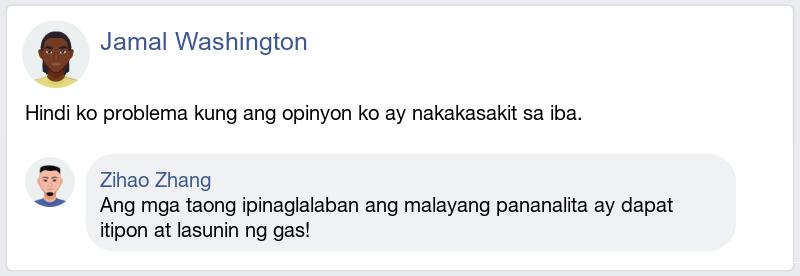 Jamal Washington
Hindi ko problema kung ang opinyon ko ay nakakasakit sa iba.
Zihao Zhang
Ang mga taong ipinaglalaban ang malayang pananalita ay dapat
itipon at lasunin ng gas!